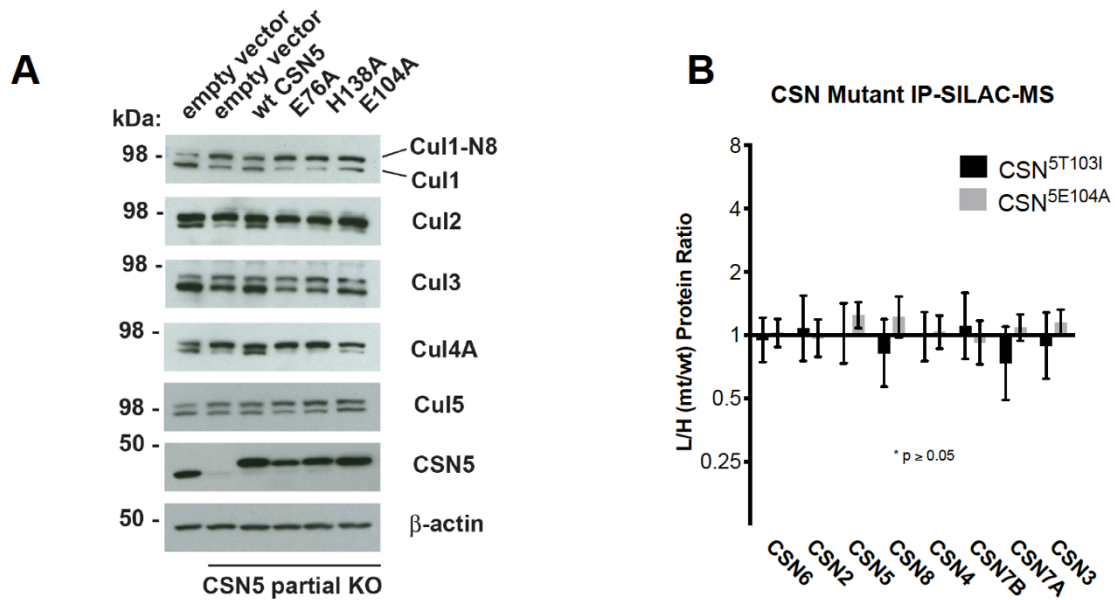 A
empty vector
empty vector
wt CSN5
E76A
H138A
E104A
kDa:
98 -
Cul1-N8
Cul1
98 -
Cul2
98 -
Cul3
98 -
Cul4A
98 -
Cul5
50 -
CSN5
50 -
β-actin
CSN5 partial KO
B
CSN Mutant IP-SILAC-MS
L/H (mt/wt) Protein Ratio
8
4
2
1
0.5
0.25
CSN5T103I
CSN5E104A
* p ≥ 0.05
CSN6
CSN2
CSN5
CSN8
CSN4
CSN7B
CSN7A
CSN3